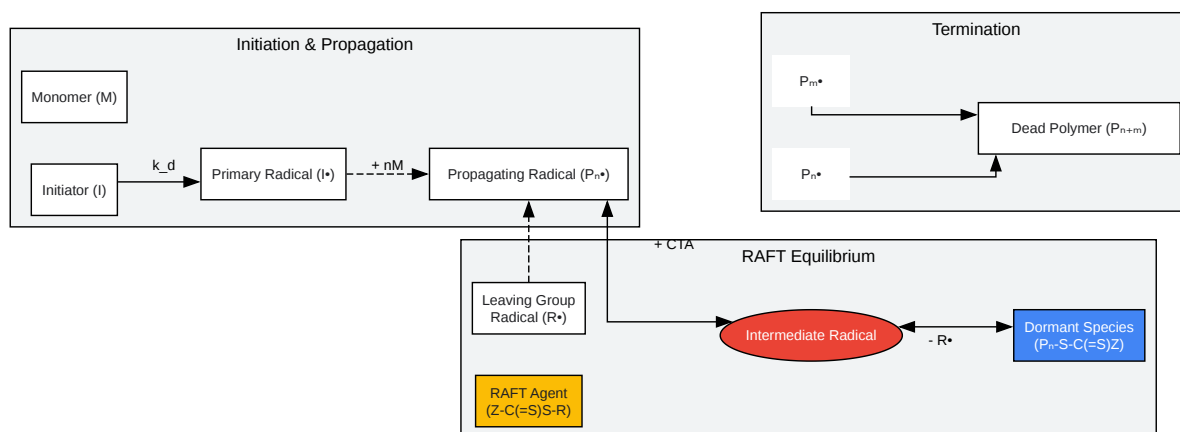 Initiation & Propagation
Monomer (M)
Initiator (I)
k_d
Primary Radical (I•)
+ nM
Propagating Radical (Pₙ•)
Termination
Pₘ•
Pₙ•
Dead Polymer (Pₙ₊ₘ)
+ CTA
RAFT Equilibrium
Leaving Group
Radical (R•)
Intermediate Radical
- R•
Dormant Species
(Pₙ-S-C(=S)Z)
RAFT Agent
(Z-C(=S)S-R)